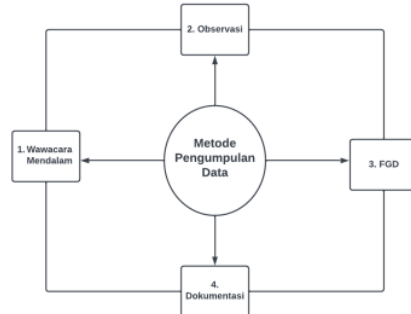 2. Observasi
Metode
Pengumpulan
Data
1. Wawacara
Mendalam
3. FGD
4.
Dokumentasi